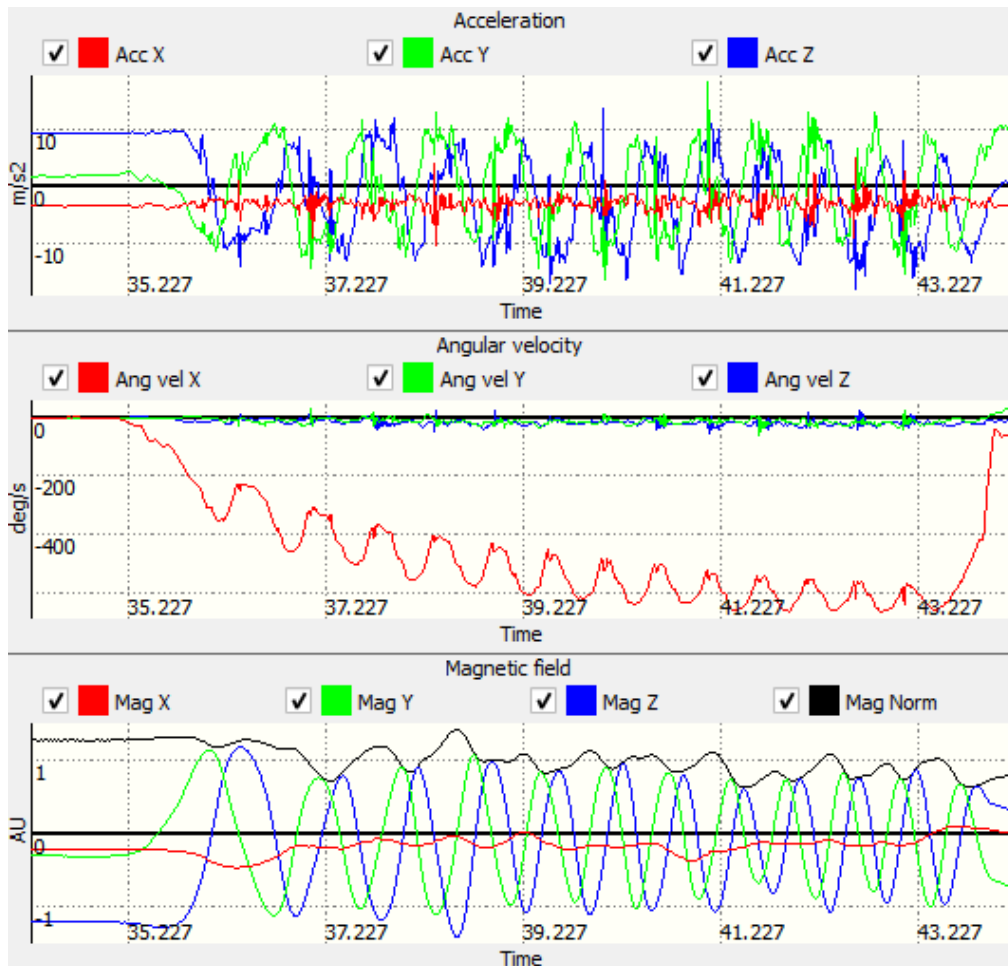 Acceleration
Acc X Acc Y Acc Z
10
0
-10
m/s2
35.227 37.227 39.227 41.227 43.227
Time
Angular velocity
Ang vel X Ang vel Y Ang vel Z
0
-200
-400
deg/s
35.227 37.227 39.227 41.227 43.227
Time
Magnetic field
Mag X Mag Y Mag Z Mag Norm
1
0
-1
AU
35.227 37.227 39.227 41.227 43.227
Time